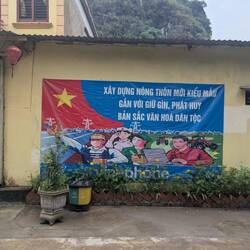 XÂY DỰNG NÔNG THÔN MỚI KIỂU MẪU
GẮN VỚI GIỮ GÌN, PHÁT HUY
BẢN SẮC VĂN HOÁ DÂN TỘC
phone